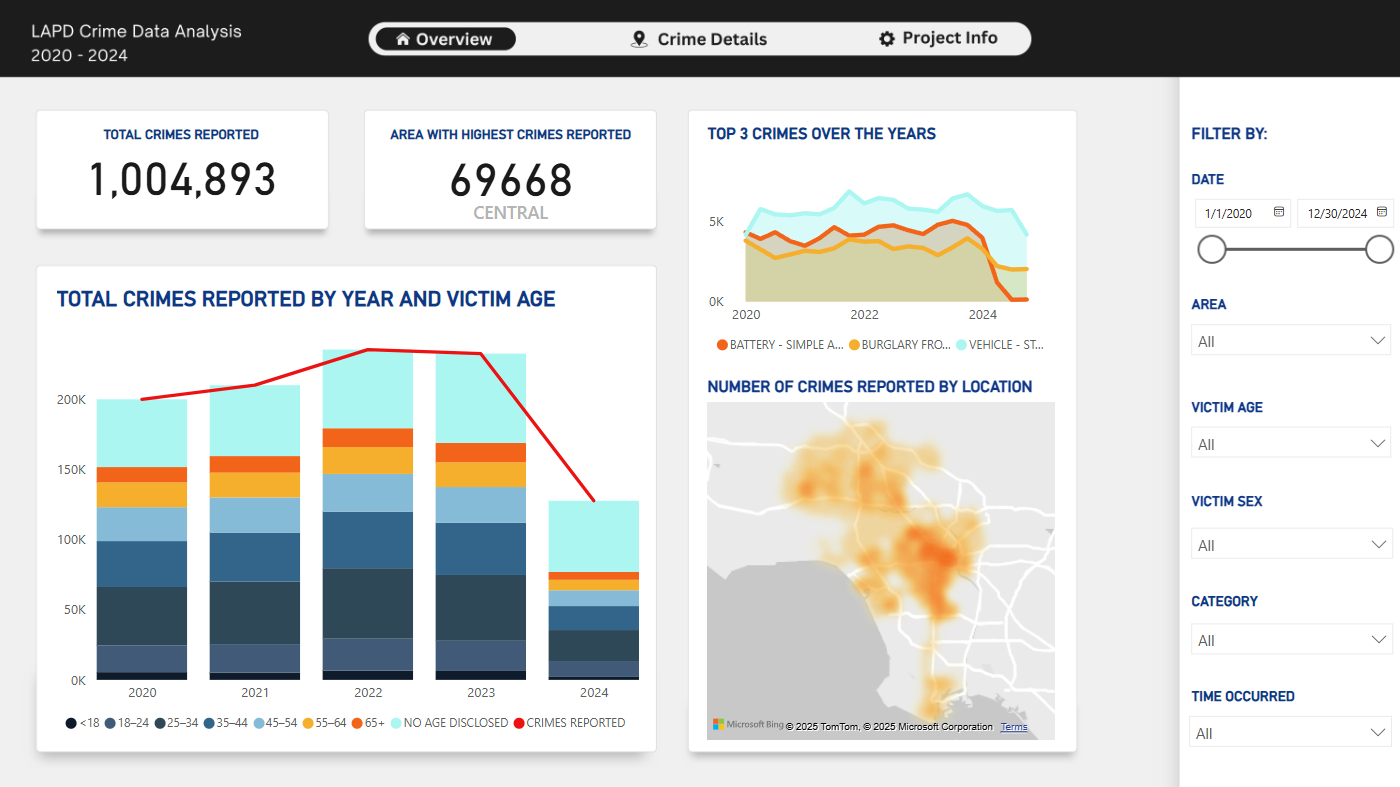 LAPD Crime Data Analysis
2020 - 2024
Overview
Crime Details
Project Info
TOTAL CRIMES REPORTED
1,004,893
AREA WITH HIGHEST CRIMES REPORTED
69668
CENTRAL
TOTAL CRIMES REPORTED BY YEAR AND VICTIM AGE
200K
150K
100K
50K
0K
2020 2021 2022 2023 2024
<18 18–24 25–34 35–44 45–54 55–64 65+ NO AGE DISCLOSED CRIMES REPORTED
TOP 3 CRIMES OVER THE YEARS
5K
0K
2020 2022 2024
BATTERY - SIMPLE A... BURGLARY FRO... VEHICLE - ST...
NUMBER OF CRIMES REPORTED BY LOCATION
Microsoft Bing © 2025 TomTom, © 2025 Microsoft Corporation Terms
FILTER BY:
DATE
1/1/2020 12/30/2024
AREA
All
VICTIM AGE
All
VICTIM SEX
All
CATEGORY
All
TIME OCCURRED
All